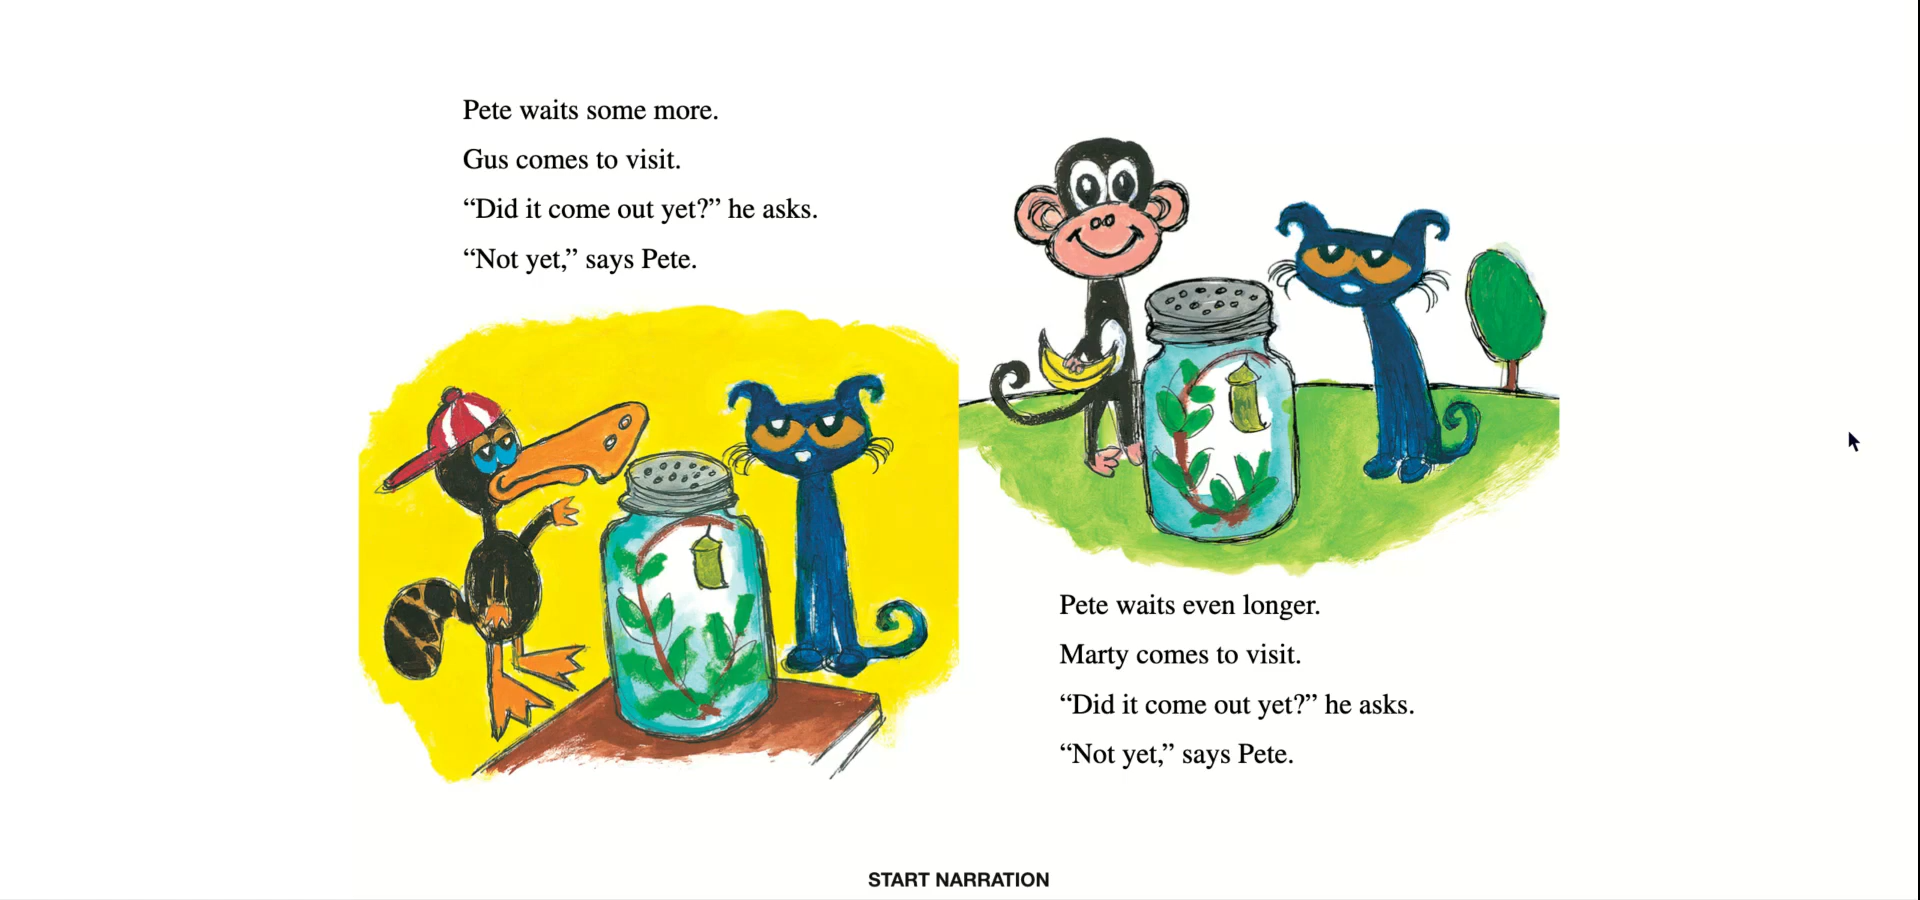 Pete waits some more.
Gus comes to visit.
“Did it come out yet?” he asks.
“Not yet,” says Pete.
Pete waits even longer.
Marty comes to visit.
“Did it come out yet?” he asks.
“Not yet,” says Pete.
START NARRATION